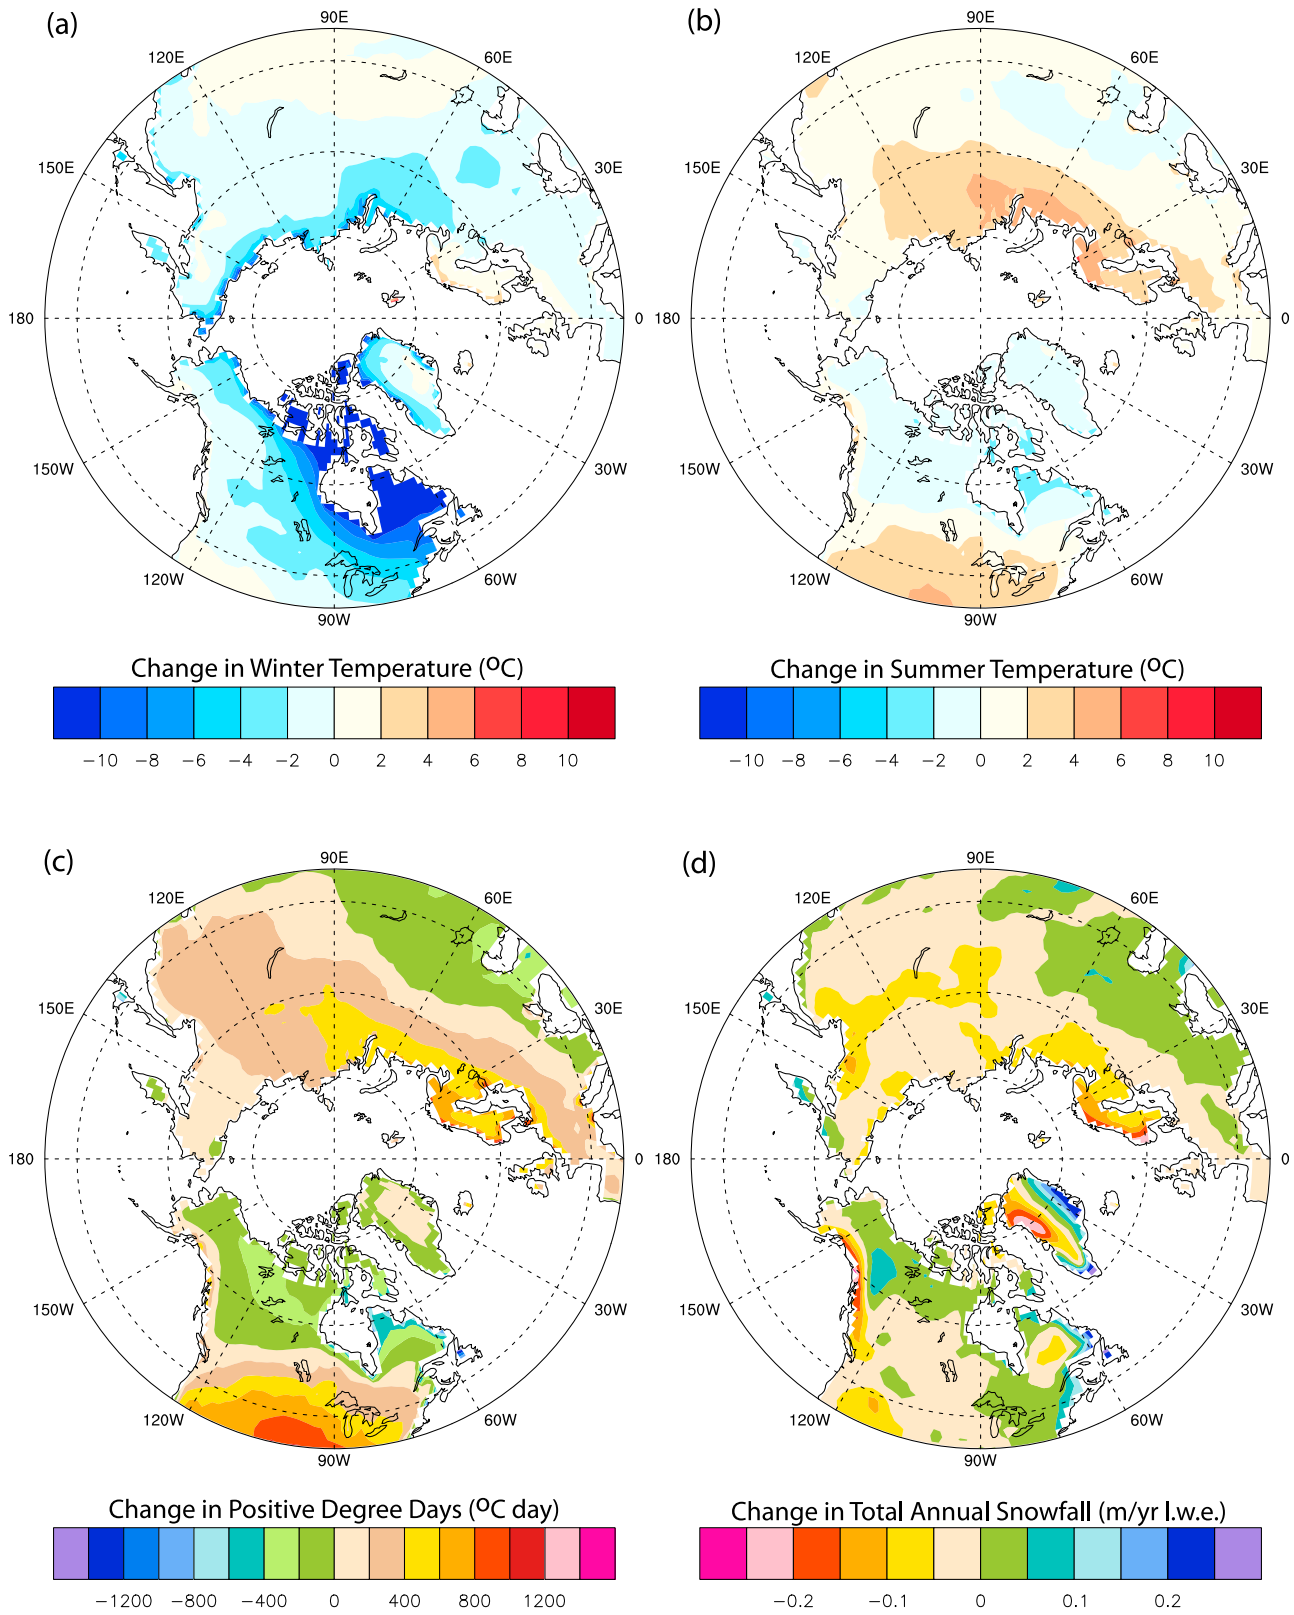 (a)
(b)
90E
90E
120E
60E
120E
60E
150E
30E
150E
30E
180
0
180
0
150W
30W
150W
30W
120W
60W
120W
60W
90W
90W
Change in Winter Temperature (ºC)
Change in Summer Temperature (ºC)
−10 −8 −6 −4 −2 0 2 4 6 8 10
−10 −8 −6 −4 −2 0 2 4 6 8 10
(c)
(d)
90E
90E
120E
60E
120E
60E
150E
30E
150E
30E
180
0
180
0
150W
30W
150W
30W
120W
60W
120W
60W
90W
90W
Change in Positive Degree Days (ºC day)
Change in Total Annual Snowfall (m/yr l.w.e.)
−1200 −800 −400 0 400 800 1200
−0.2 −0.1 0 0.1 0.2